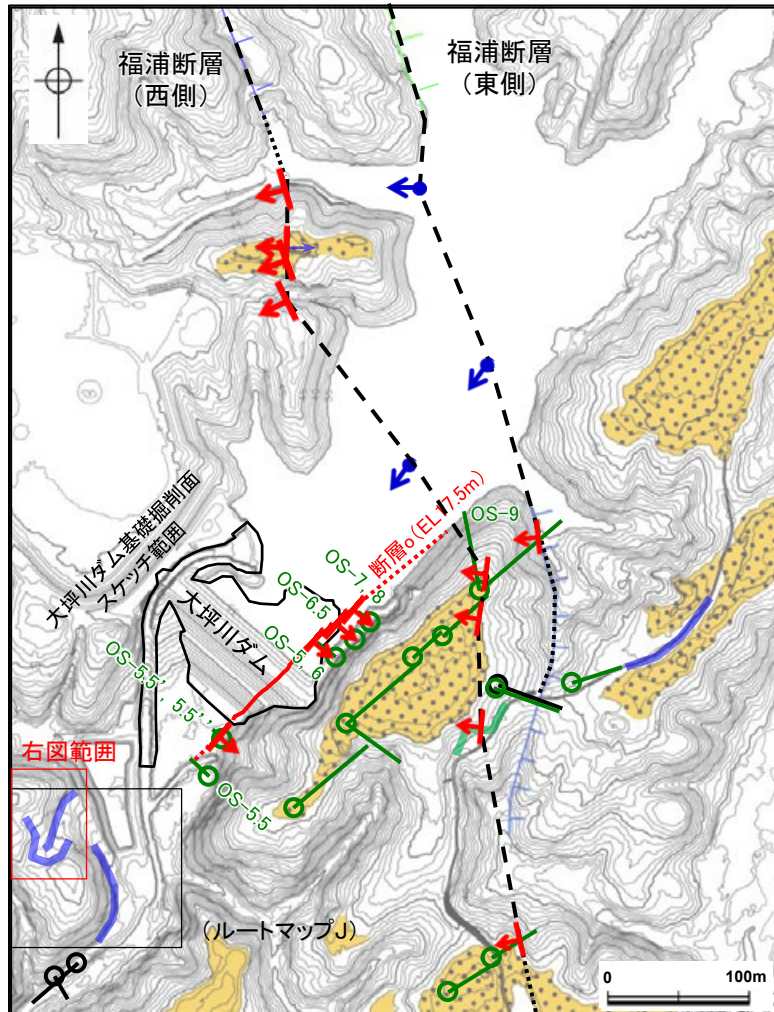 福浦断層
(西側)
福浦断層
(東側)
大坪川ダム基礎掘削面
スケッチ範囲
断層o(EL17.5m)
OS-9
OS-7, 8
OS-6.5
OS-5, 6
大坪川ダム
OS-5.5', 5.5''
OS-5.5
右図範囲
(ルートマップJ)
0 100m